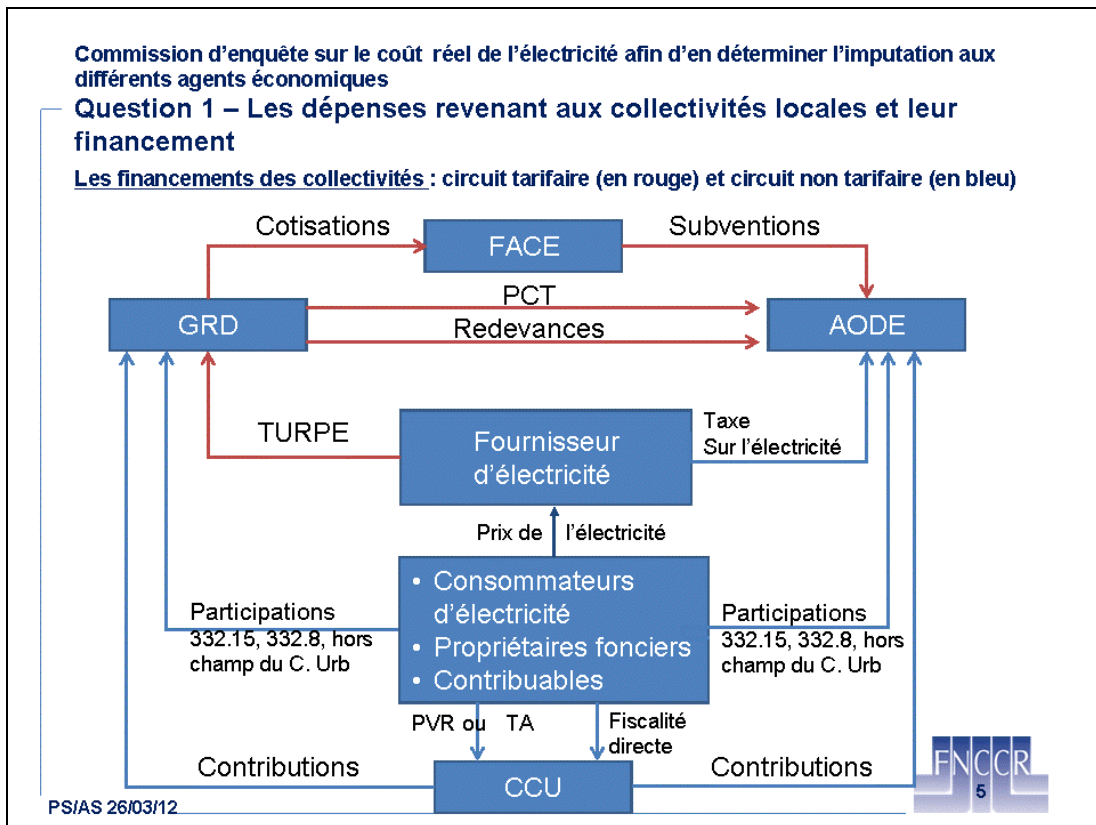 Commission d'enquête sur le coût réel de l'électricité afin d'en déterminer l'imputation aux
différents agents économiques
Question 1 – Les dépenses revenant aux collectivités locales et leur
financement
Les financements des collectivités : circuit tarifaire (en rouge) et circuit non tarifaire (en bleu)
Cotisations
FACE
Subventions
GRD
PCT
Redevances
AODE
TURPE
Fournisseur
d'électricité
Taxe
Sur l'électricité
Prix de l'électricité
• Consommateurs
d'électricité
• Propriétaires fonciers
• Contribuables
Participations
332.15, 332.8, hors
champ du C. Urb
Participations
332.15, 332.8, hors
champ du C. Urb
PVR ou TA
Fiscalité
directe
Contributions
CCU
Contributions
FNCCR
5
PS/AS 26/03/12